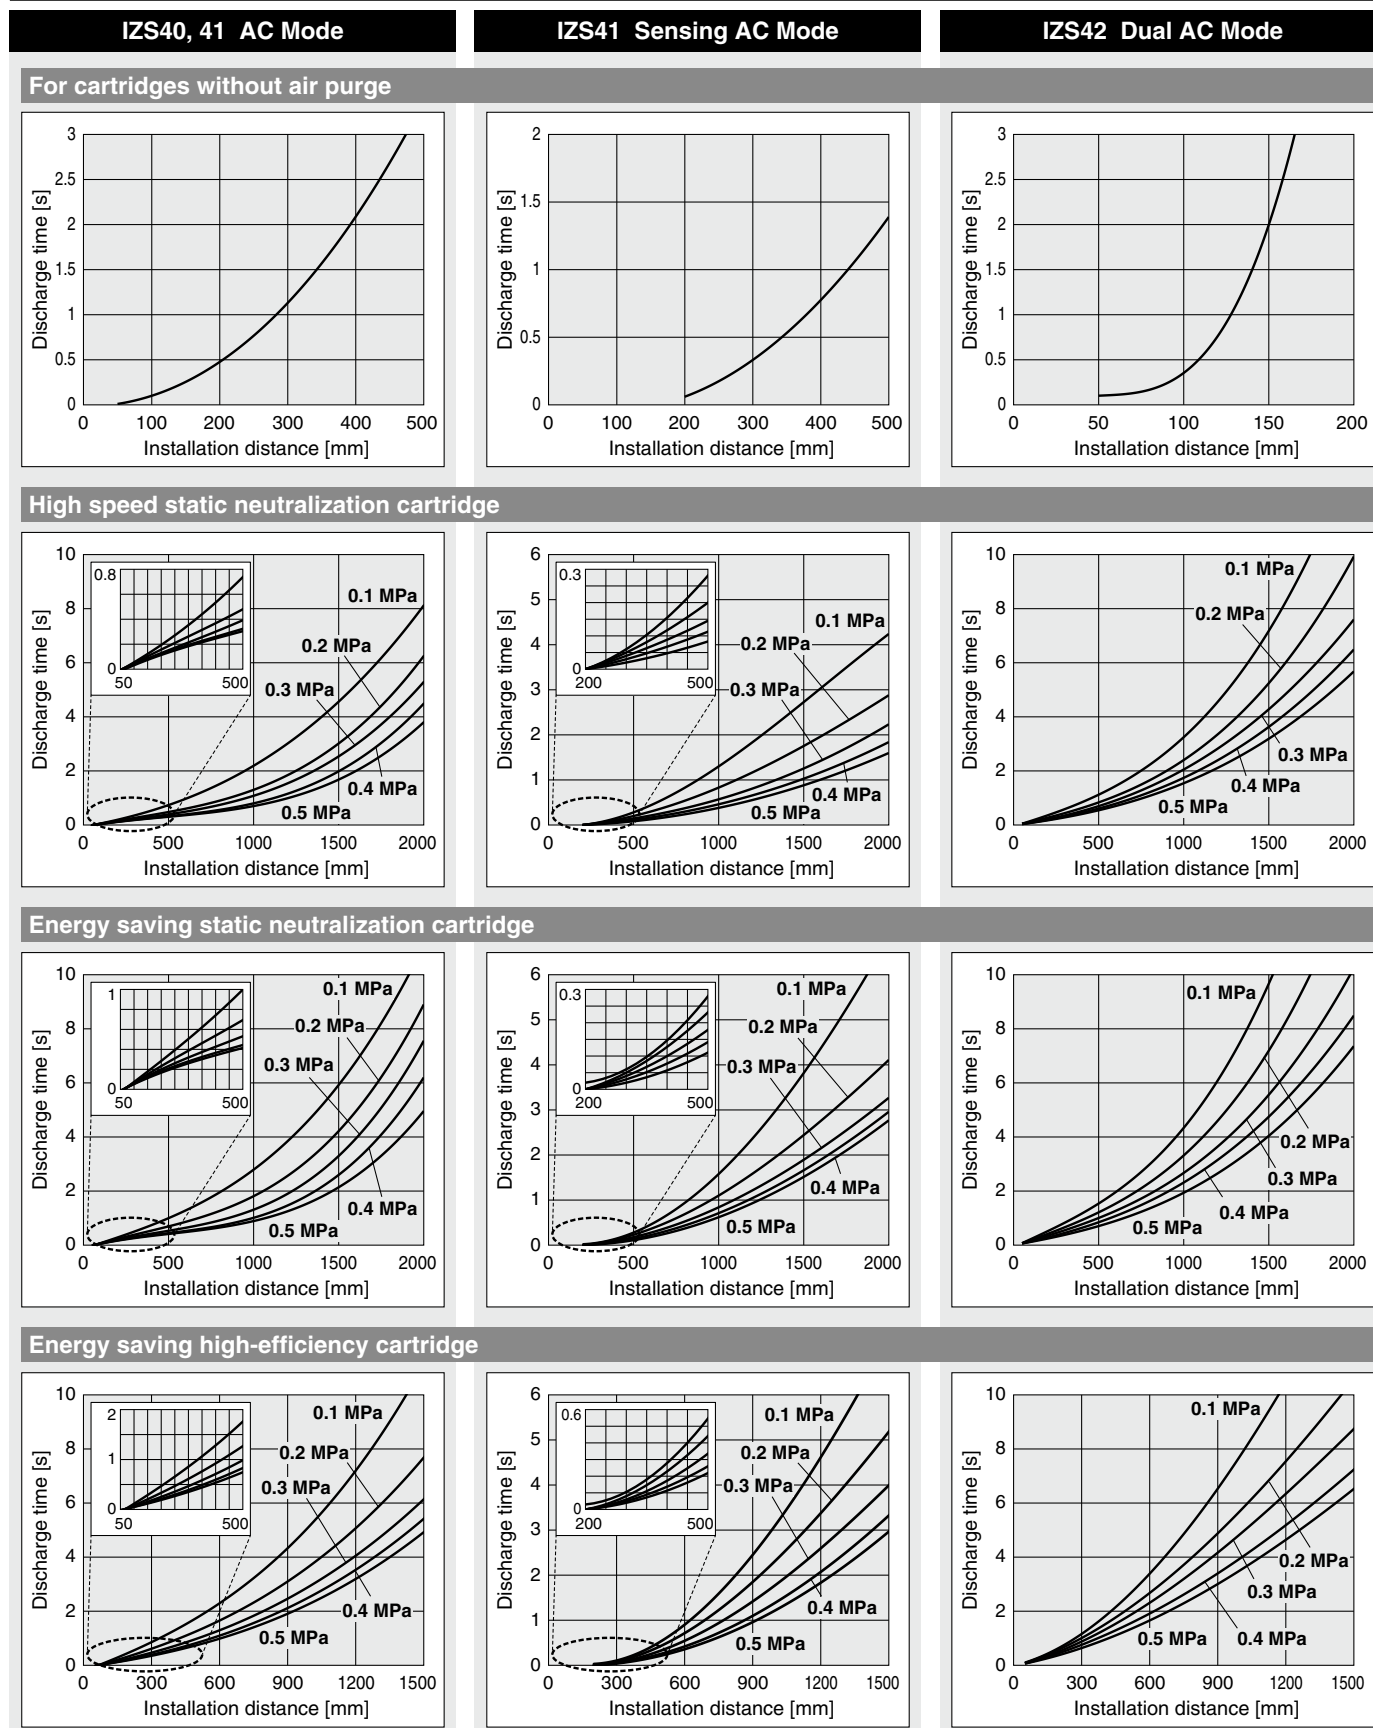 IZS40, 41 AC Mode
IZS41 Sensing AC Mode
IZS42 Dual AC Mode
For cartridges without air purge
Discharge time [s]
3
2.5
2
1.5
1
0.5
0
0 100 200 300 400 500
Installation distance [mm]
Discharge time [s]
2
1.5
1
0.5
0
0 100 200 300 400 500
Installation distance [mm]
Discharge time [s]
3
2.5
2
1.5
1
0.5
0
0 50 100 150 200
Installation distance [mm]
High speed static neutralization cartridge
Discharge time [s]
10
8
6
4
2
0
0.8
0
50 500
0.1 MPa
0.2 MPa
0.3 MPa
0.4 MPa
0.5 MPa
0 500 1000 1500 2000
Installation distance [mm]
Discharge time [s]
6
5
4
3
2
1
0
0.3
0
200 500
0.1 MPa
0.2 MPa
0.3 MPa
0.4 MPa
0.5 MPa
0 500 1000 1500 2000
Installation distance [mm]
Discharge time [s]
10
8
6
4
2
0
0.1 MPa
0.2 MPa
0.3 MPa
0.4 MPa
0.5 MPa
0 500 1000 1500 2000
Installation distance [mm]
Energy saving static neutralization cartridge
Discharge time [s]
10
8
6
4
2
0
1
0
50 500
0.1 MPa
0.2 MPa
0.3 MPa
0.4 MPa
0.5 MPa
0 500 1000 1500 2000
Installation distance [mm]
Discharge time [s]
6
5
4
3
2
1
0
0.3
0
200 500
0.1 MPa
0.2 MPa
0.3 MPa
0.4 MPa
0.5 MPa
0 500 1000 1500 2000
Installation distance [mm]
Discharge time [s]
10
8
6
4
2
0
0.1 MPa
0.2 MPa
0.3 MPa
0.4 MPa
0.5 MPa
0 500 1000 1500 2000
Installation distance [mm]
Energy saving high-efficiency cartridge
Discharge time [s]
10
8
6
4
2
0
2
1
0
50 500
0.1 MPa
0.2 MPa
0.3 MPa
0.4 MPa
0.5 MPa
0 300 600 900 1200 1500
Installation distance [mm]
Discharge time [s]
6
5
4
3
2
1
0
0.6
0
200 500
0.1 MPa
0.2 MPa
0.3 MPa
0.4 MPa
0.5 MPa
0 300 600 900 1200 1500
Installation distance [mm]
Discharge time [s]
10
8
6
4
2
0
0.1 MPa
0.2 MPa
0.3 MPa
0.5 MPa 0.4 MPa
0 300 600 900 1200 1500
Installation distance [mm]